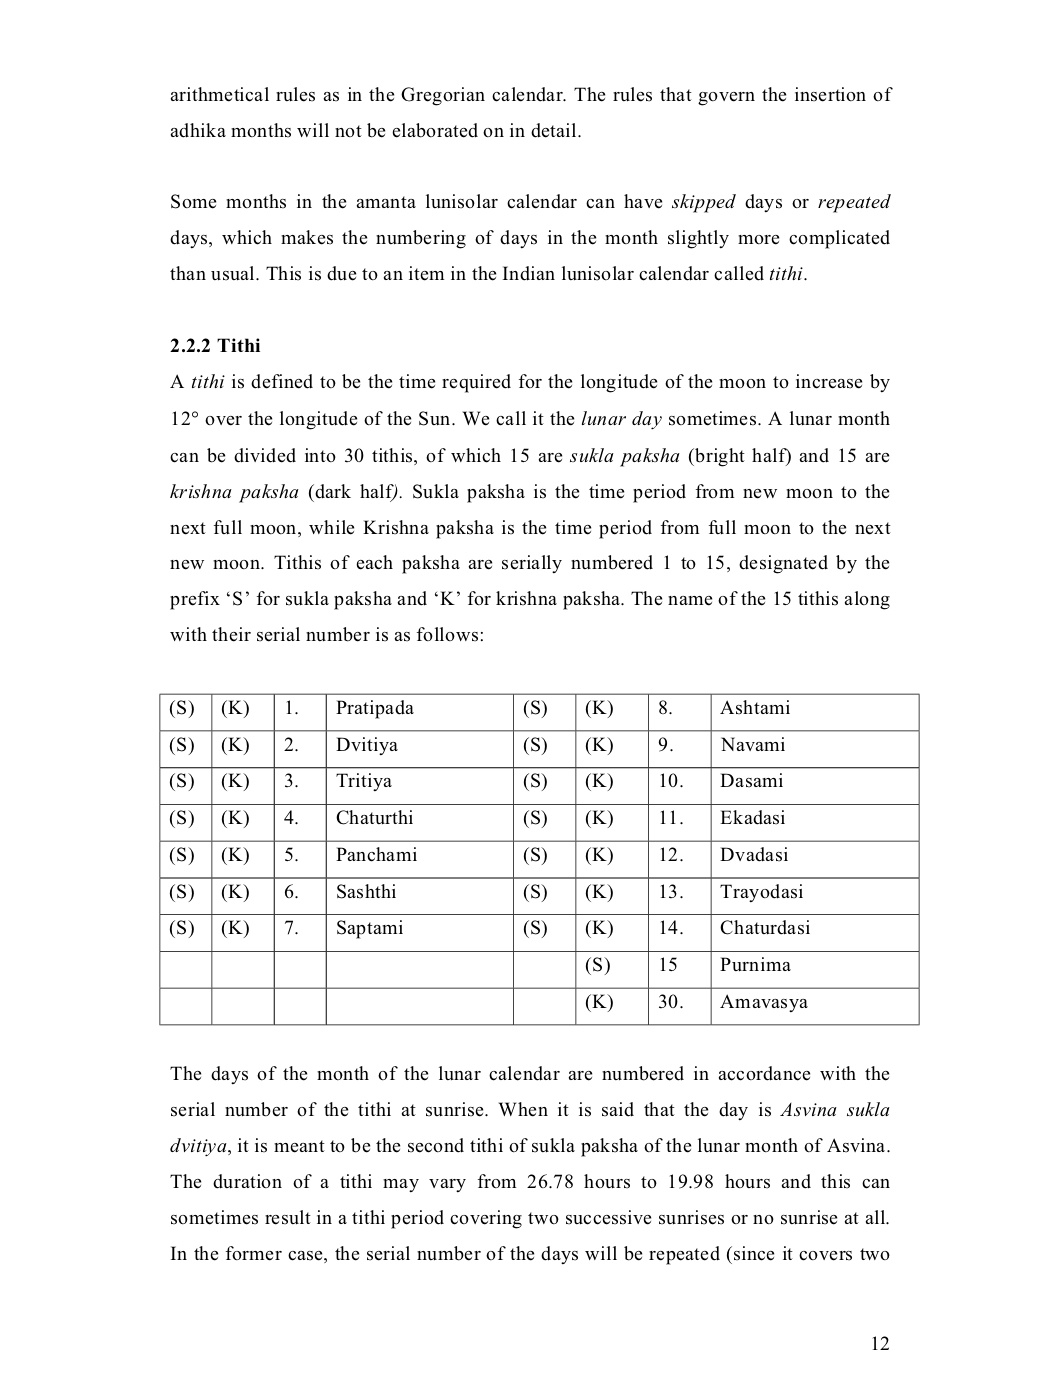 arithmetical rules as in the Gregorian calendar. The rules that govern the insertion of
adhika months will not be elaborated on in detail.
Some months in the amanta lunisolar calendar can have skipped days or repeated
days, which makes the numbering of days in the month slightly more complicated
than usual. This is due to an item in the Indian lunisolar calendar called tithi.
2.2.2 Tithi
A tithi is defined to be the time required for the longitude of the moon to increase by
12° over the longitude of the Sun. We call it the lunar day sometimes. A lunar month
can be divided into 30 tithis, of which 15 are sukla paksha (bright half) and 15 are
krishna paksha (dark half). Sukla paksha is the time period from new moon to the
next full moon, while Krishna paksha is the time period from full moon to the next
new moon. Tithis of each paksha are serially numbered 1 to 15, designated by the
prefix ‘S’ for sukla paksha and ‘K’ for krishna paksha. The name of the 15 tithis along
with their serial number is as follows:
(S) (K) 1. Pratipada (S) (K) 8. Ashtami
(S) (K) 2. Dvitiya (S) (K) 9. Navami
(S) (K) 3. Tritiya (S) (K) 10. Dasami
(S) (K) 4. Chaturthi (S) (K) 11. Ekadasi
(S) (K) 5. Panchami (S) (K) 12. Dvadasi
(S) (K) 6. Sashthi (S) (K) 13. Trayodasi
(S) (K) 7. Saptami (S) (K) 14. Chaturdasi
(S) 15 Purnima
(K) 30. Amavasya
The days of the month of the lunar calendar are numbered in accordance with the
serial number of the tithi at sunrise. When it is said that the day is Asvina sukla
dvitiya, it is meant to be the second tithi of sukla paksha of the lunar month of Asvina.
The duration of a tithi may vary from 26.78 hours to 19.98 hours and this can
sometimes result in a tithi period covering two successive sunrises or no sunrise at all.
In the former case, the serial number of the days will be repeated (since it covers two
12